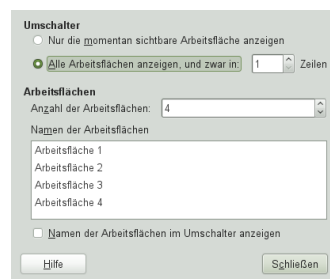 Umschalter
Nur die momentan sichtbare Arbeitsfläche anzeigen
Alle Arbeitsflächen anzeigen, und zwar in: 1 Zeilen
Arbeitsflächen
Anzahl der Arbeitsflächen: 4
Namen der Arbeitsflächen
Arbeitsfläche 1
Arbeitsfläche 2
Arbeitsfläche 3
Arbeitsfläche 4
Namen der Arbeitsflächen im Umschalter anzeigen
Hilfe Schließen